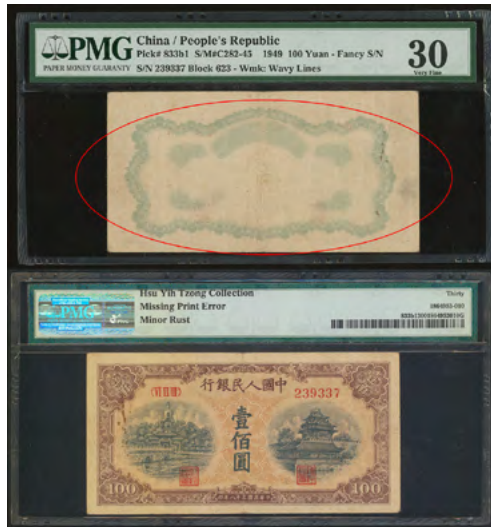 PMG
PAPER MONEY GUARANTY
China / People's Republic
Pick# 833b1 S/M#C282-45 1949 100 Yuan - Fancy S/N
S/N 239337 Block 623 - Wmk: Wavy Lines
30
Very Fine
PMG
Hsu Yih Tzong Collection
Missing Print Error
Minor Rust
Thirty
行銀民人國中
239337
壹佰圓
100
100